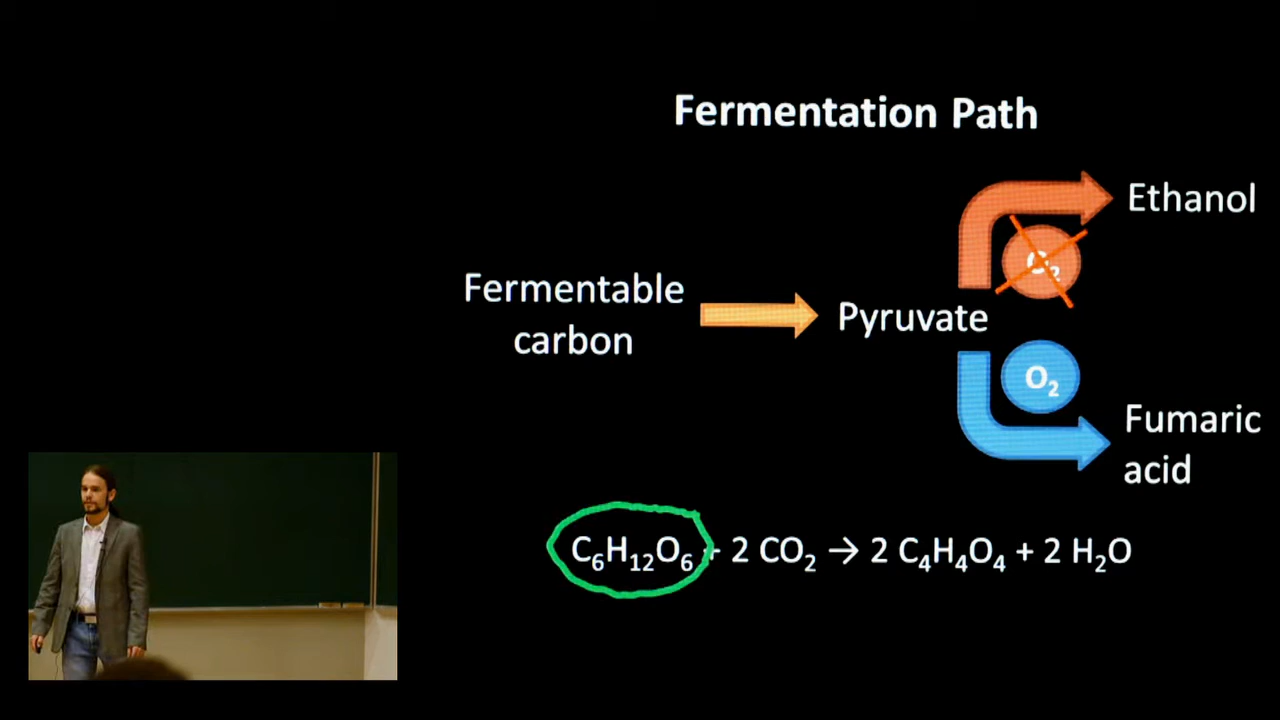 Fermentation Path
Ethanol
O₂
Fermentable
carbon
Pyruvate
O₂
Fumaric
acid
C₆H₁₂O₆ + 2 CO₂ → 2 C₄H₄O₄ + 2 H₂O